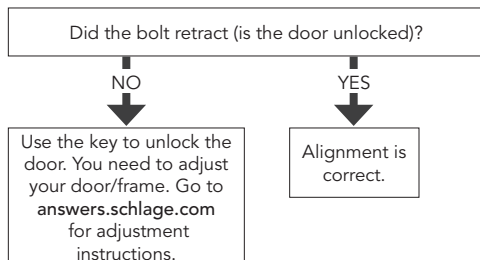 Did the bolt retract (is the door unlocked)?
NO
YES
Use the key to unlock the
door. You need to adjust
your door/frame. Go to
answers.schlage.com
for adjustment
instructions.
Alignment is
correct.